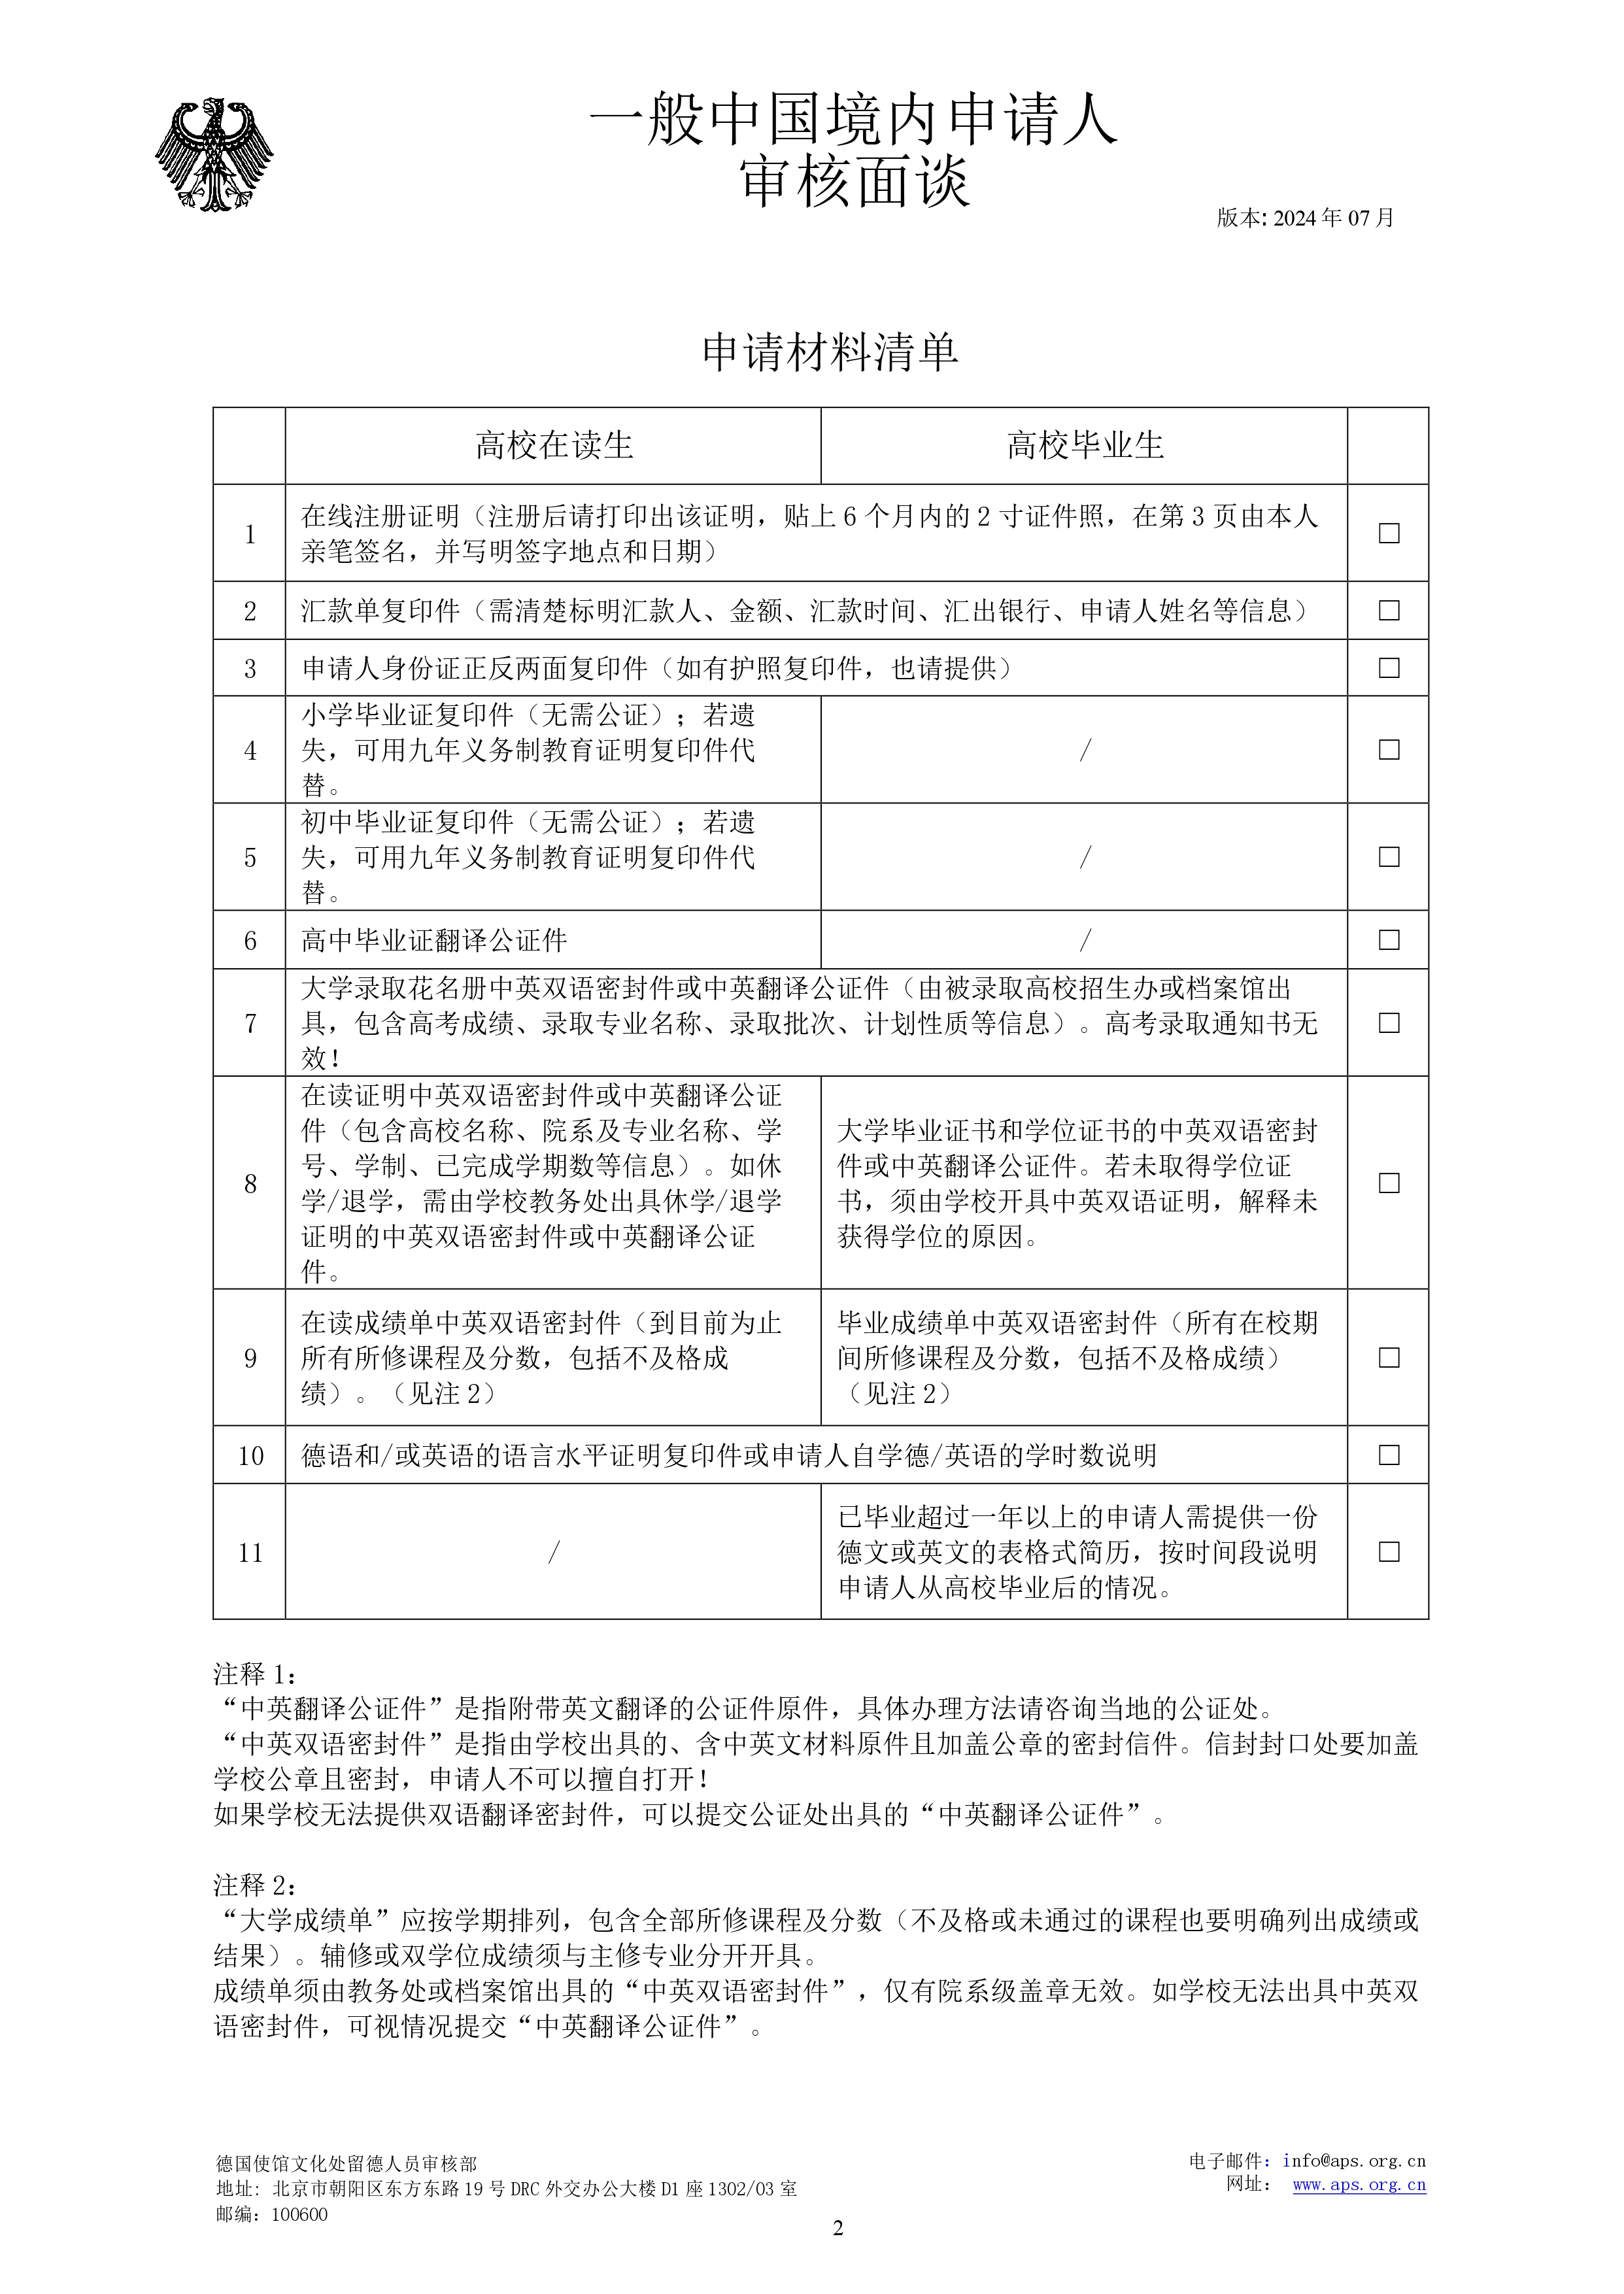 一般中国境内申请人
审核面谈
版本: 2024 年 07 月
申请材料清单
高校在读生
高校毕业生
1
在线注册证明（注册后请打印出该证明，贴上 6 个月内的 2 寸证件照，在第 3 页由本人
亲笔签名，并写明签字地点和日期）
□
2
汇款单复印件（需清楚标明汇款人、金额、汇款时间、汇出银行、申请人姓名等信息）
□
3
申请人身份证正反两面复印件（如有护照复印件，也请提供）
□
4
小学毕业证复印件（无需公证）；若遗
失，可用九年义务制教育证明复印件代
替。
/
□
5
初中毕业证复印件（无需公证）；若遗
失，可用九年义务制教育证明复印件代
替。
/
□
6
高中毕业证翻译公证件
/
□
7
大学录取花名册中英双语密封件或中英翻译公证件（由被录取高校招生办或档案馆出
具，包含高考成绩、录取专业名称、录取批次、计划性质等信息）。高考录取通知书无
效！
□
8
在读证明中英双语密封件或中英翻译公证
件（包含高校名称、院系及专业名称、学
号、学制、已完成学期数等信息）。如休
学/退学，需由学校教务处出具休学/退学
证明的中英双语密封件或中英翻译公证
件。
大学毕业证书和学位证书的中英双语密封
件或中英翻译公证件。若未取得学位证
书，须由学校开具中英双语证明，解释未
获得学位的原因。
□
9
在读成绩单中英双语密封件（到目前为止
所有所修课程及分数，包括不及格成
绩）。（见注 2）
毕业成绩单中英双语密封件（所有在校期
间所修课程及分数，包括不及格成绩）
（见注 2）
□
10
德语和/或英语的语言水平证明复印件或申请人自学德/英语的学时数说明
□
11
/
已毕业超过一年以上的申请人需提供一份
德文或英文的表格式简历，按时间段说明
申请人从高校毕业后的情况。
□
注释 1：
“中英翻译公证件”是指附带英文翻译的公证件原件，具体办理方法请咨询当地的公证处。
“中英双语密封件”是指由学校出具的、含中英文材料原件且加盖公章的密封信件。信封封口处要加盖
学校公章且密封，申请人不可以擅自打开！
如果学校无法提供双语翻译密封件，可以提交公证处出具的“中英翻译公证件”。
注释 2：
“大学成绩单”应按学期排列，包含全部所修课程及分数（不及格或未通过的课程也要明确列出成绩或
结果）。辅修或双学位成绩须与主修专业分开开具。
成绩单须由教务处或档案馆出具的“中英双语密封件”，仅有院系级盖章无效。如学校无法出具中英双
语密封件，可视情况提交“中英翻译公证件”。
德国使馆文化处留德人员审核部
地址: 北京市朝阳区东方东路 19 号 DRC 外交办公大楼 D1 座 1302/03 室
邮编：100600
电子邮件：info@aps.org.cn
网址： www.aps.org.cn
2